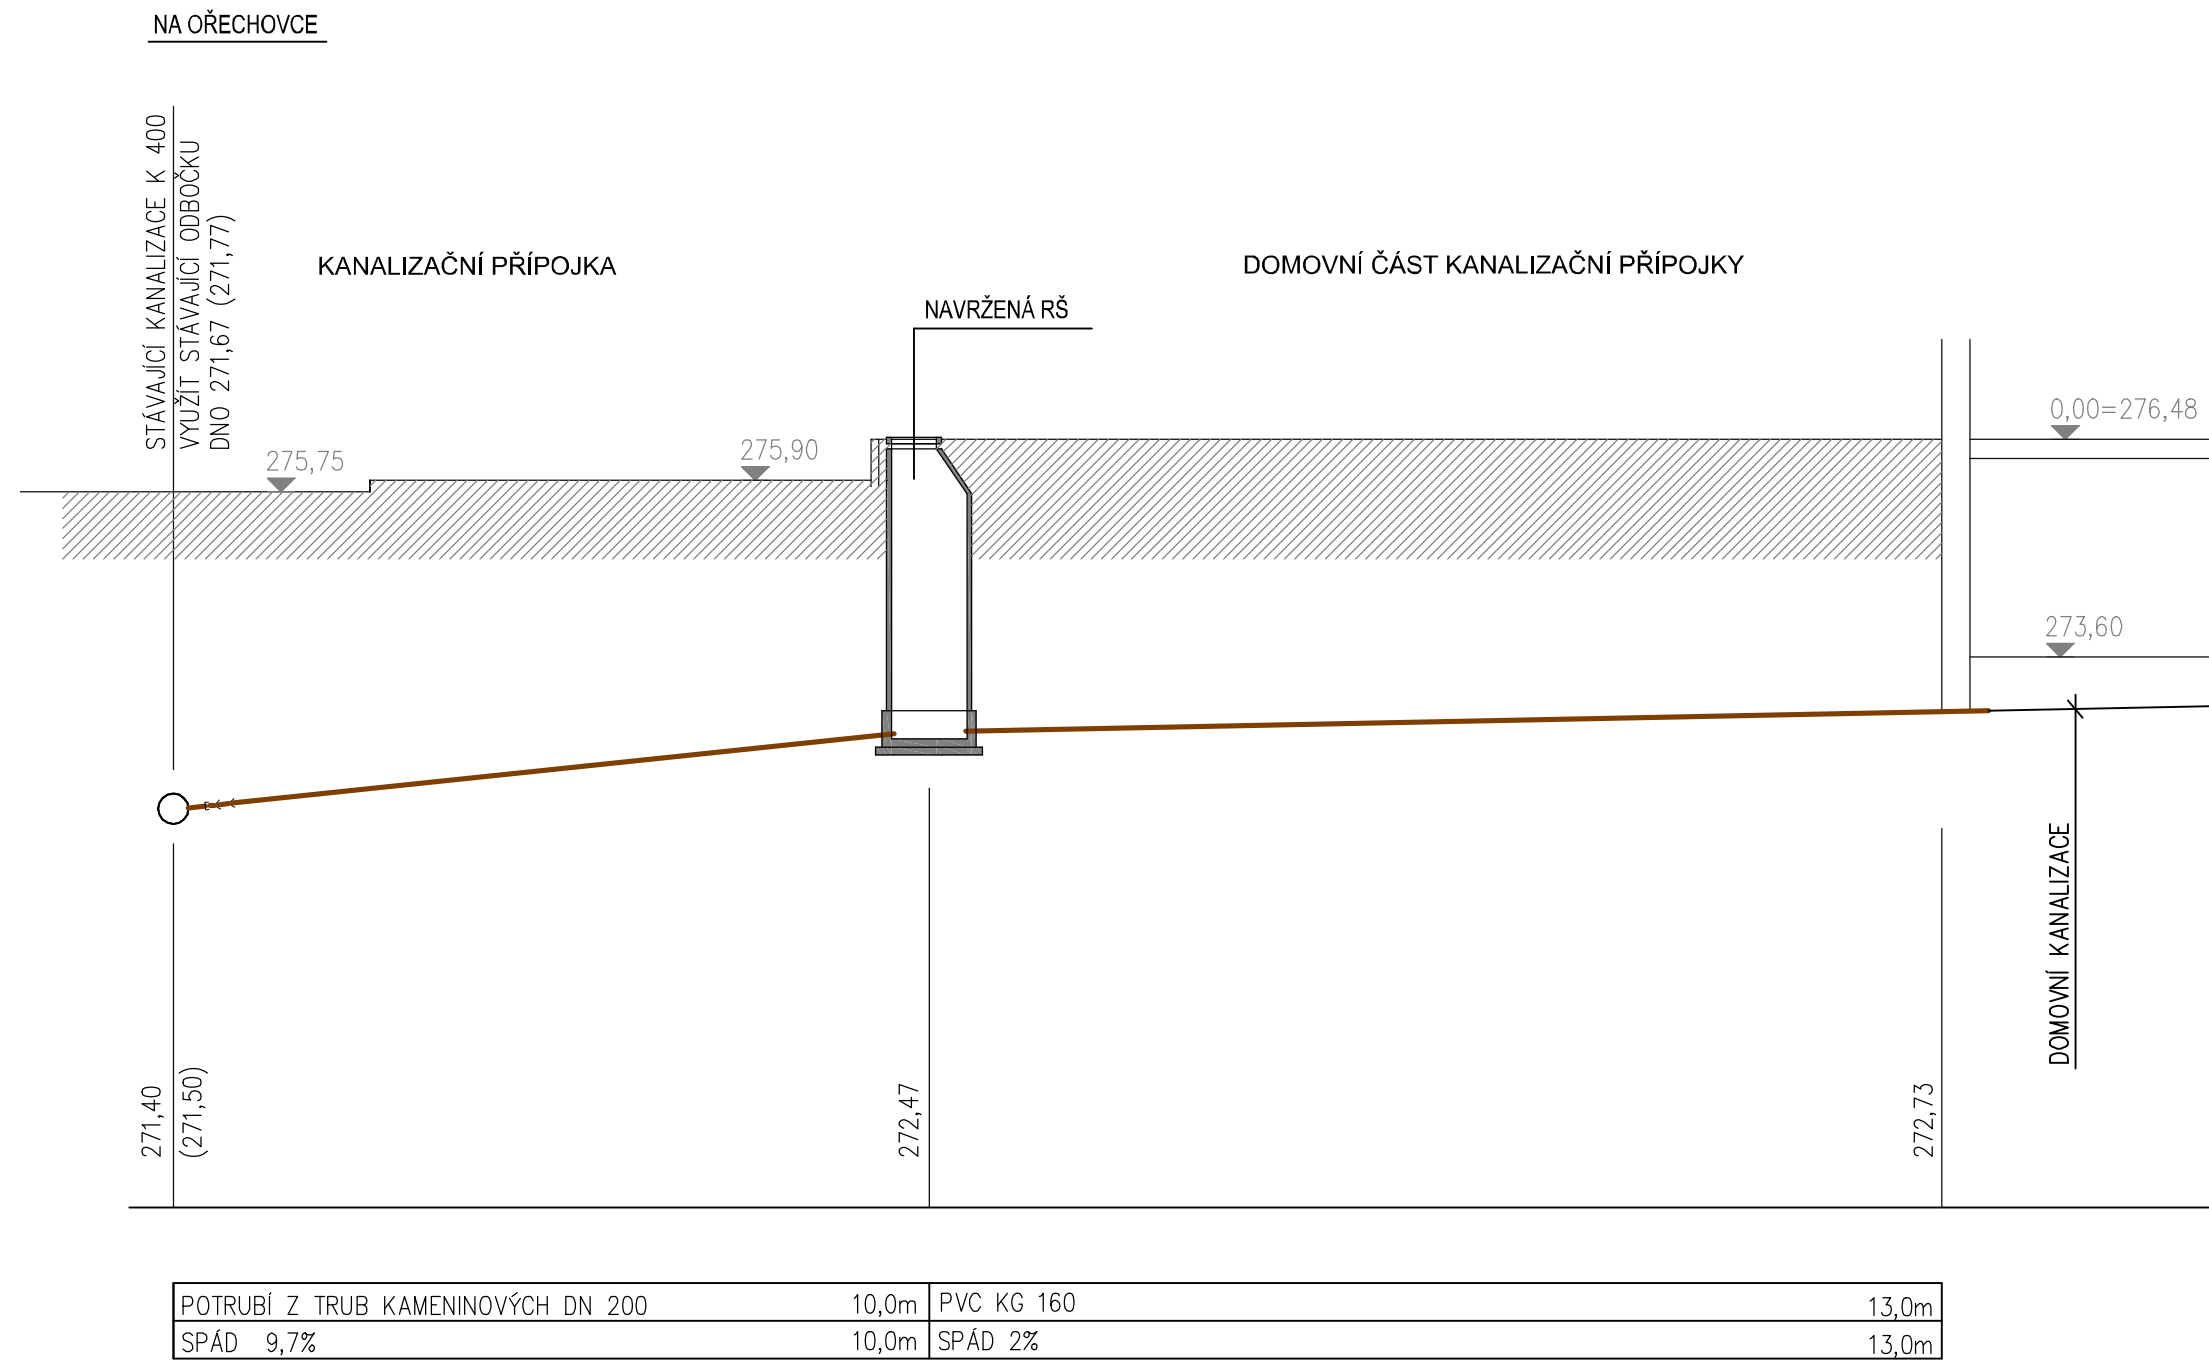 NA OŘECHOVCE
STÁVAJÍCÍ KANALIZACE K 400
VYUŽÍT STÁVAJÍCÍ ODBOČKU
DNO 271,67 (271,77)
KANALIZAČNÍ PŘÍPOJKA
DOMOVNÍ ČÁST KANALIZAČNÍ PŘÍPOJKY
NAVRŽENÁ RŠ
0,00=276,48
275,75
275,90
273,60
DOMOVNÍ KANALIZACE
271,40
(271,50)
272,47
272,73
POTRUBÍ Z TRUB KAMENINOVÝCH DN 200 10,0m PVC KG 160 13,0m
SPÁD 9,7% 10,0m SPÁD 2% 13,0m